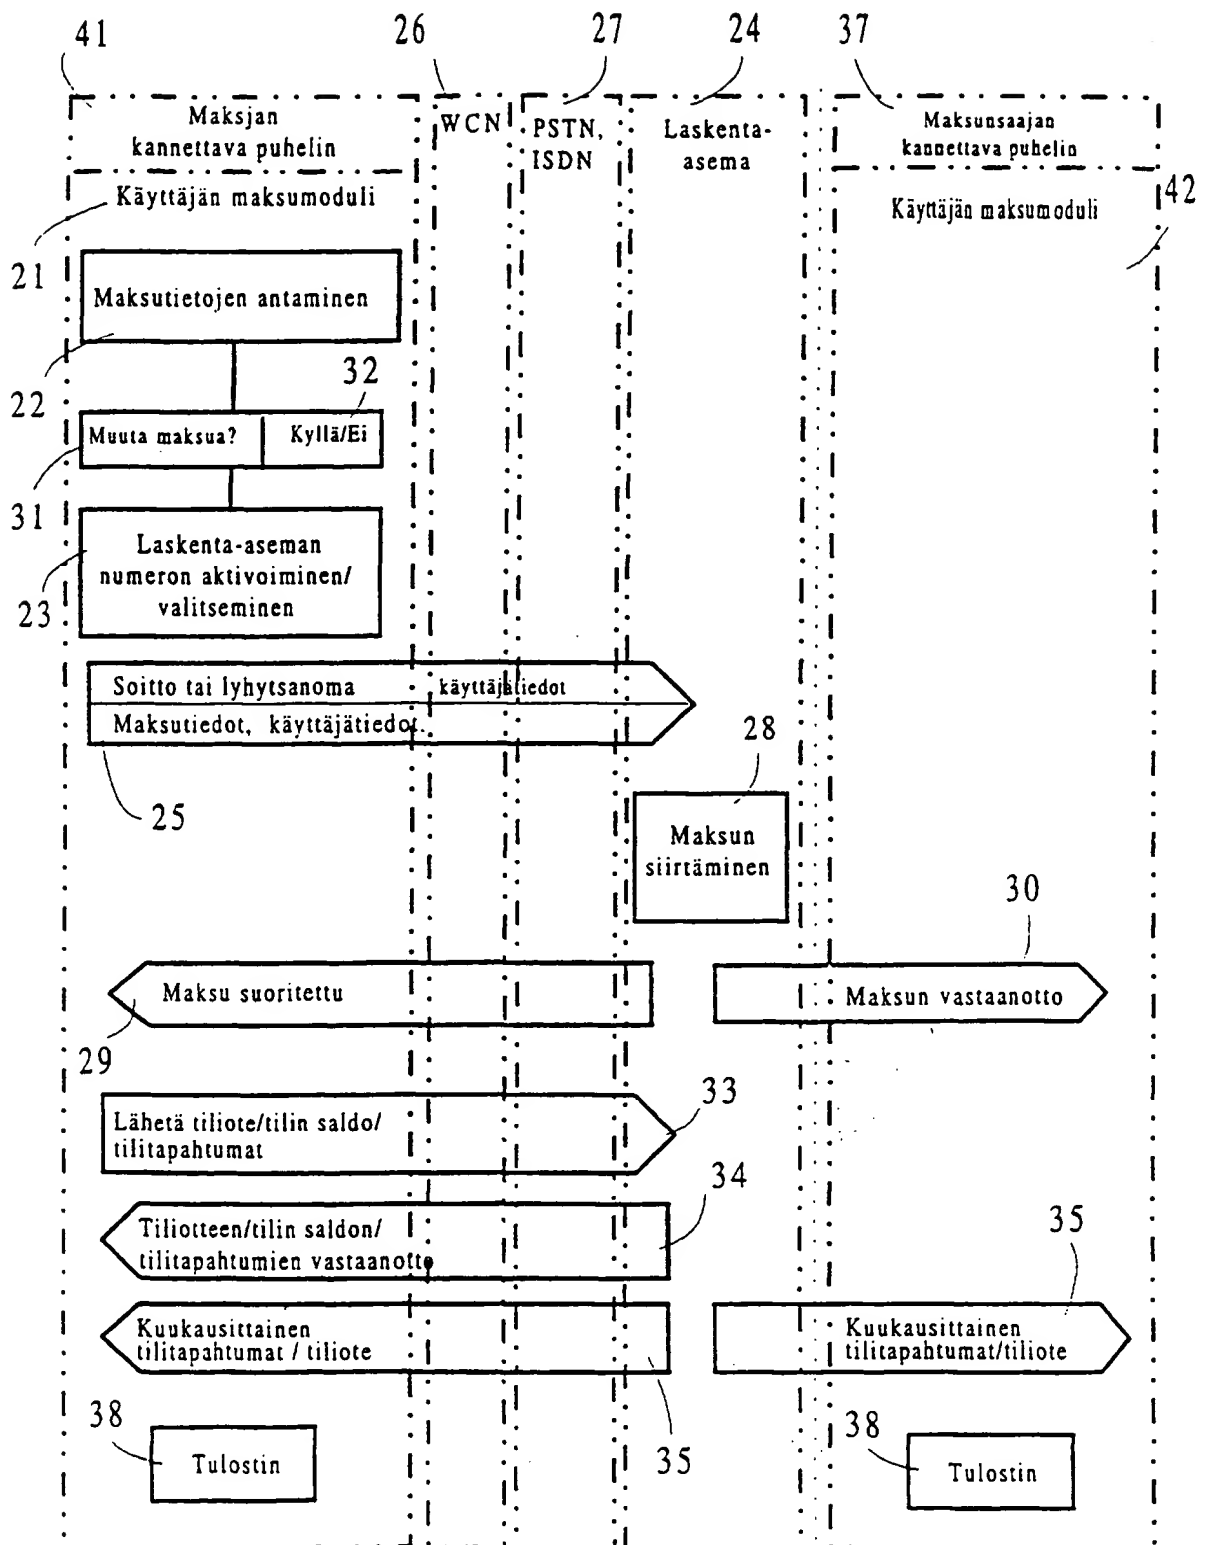 41
26
27
24
37
Maksjan
kannettava puhelin
WCN
PSTN,
ISDN
Laskenta-
asema
Maksunsaajan
kannettava puhelin
Käyttäjän maksumoduli
Käyttäjän maksumoduli
42
21
Maksutietojen antaminen
22
32
Muuta maksua?
Kyllä/Ei
31
Laskenta-aseman
numeron aktivoiminen/
valitseminen
23
Soitto tai lyhytsanoma
käyttäjätiedot
Maksutiedot, käyttäjätiedot.
25
28
Maksun
siirtäminen
30
Maksu suoritettu
Maksun vastaanotto
29
33
Lähetä tiliote/tilin saldo/
tilitapahtumat
34
Tiliotteen/tilin saldon/
tilitapahtumien vastaanotto
35
Kuukausittainen
tilitapahtumat / tiliote
Kuukausittainen
tilitapahtumat/tiliote
38
Tulostin
35
38
Tulostin